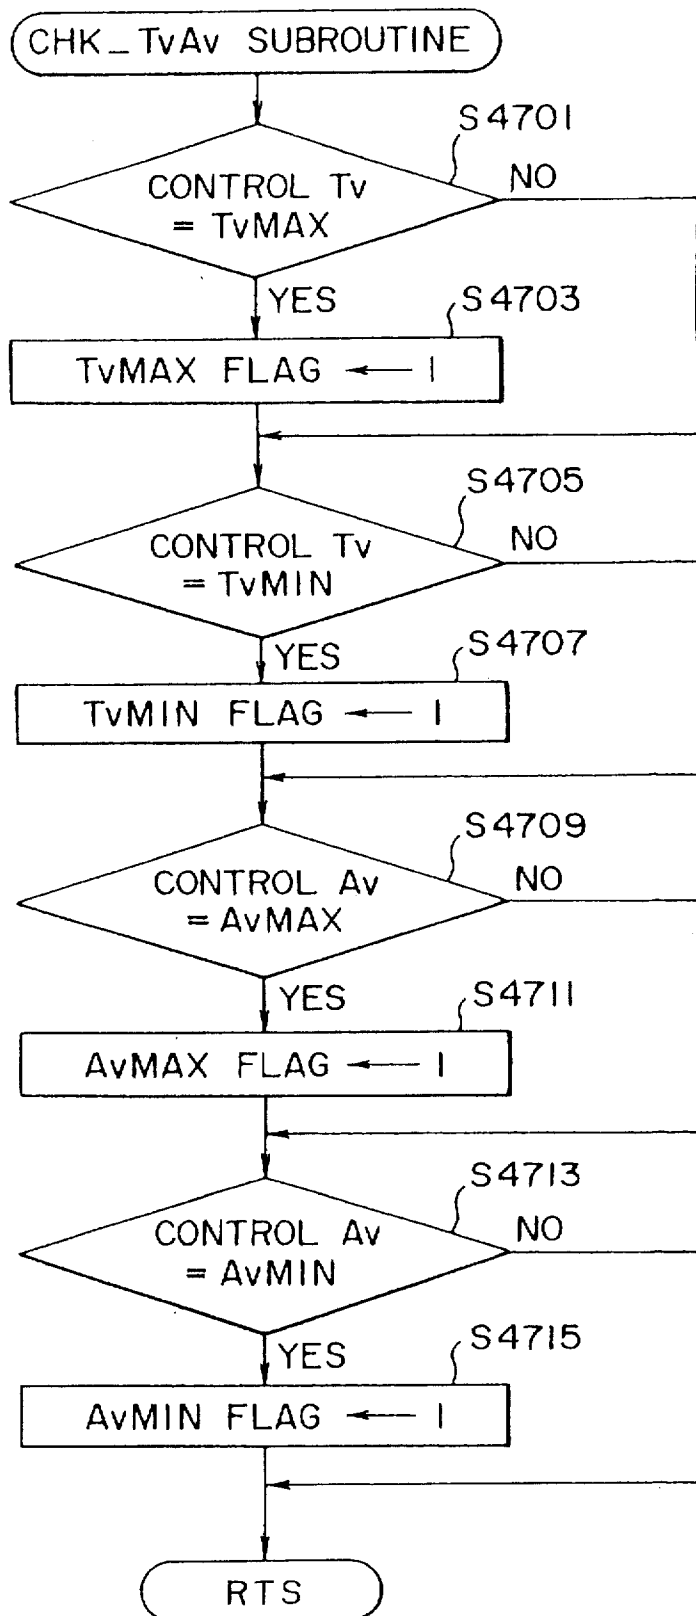 CHK_TvAv SUBROUTINE
S4701
CONTROL Tv
= TvMAX
NO
YES
S4703
TvMAX FLAG ← 1
S4705
CONTROL Tv
= TvMIN
NO
YES
S4707
TvMIN FLAG ← 1
S4709
CONTROL Av
= AvMAX
NO
YES
S4711
AvMAX FLAG ← 1
S4713
CONTROL Av
= AvMIN
NO
YES
S4715
AvMIN FLAG ← 1
RTS